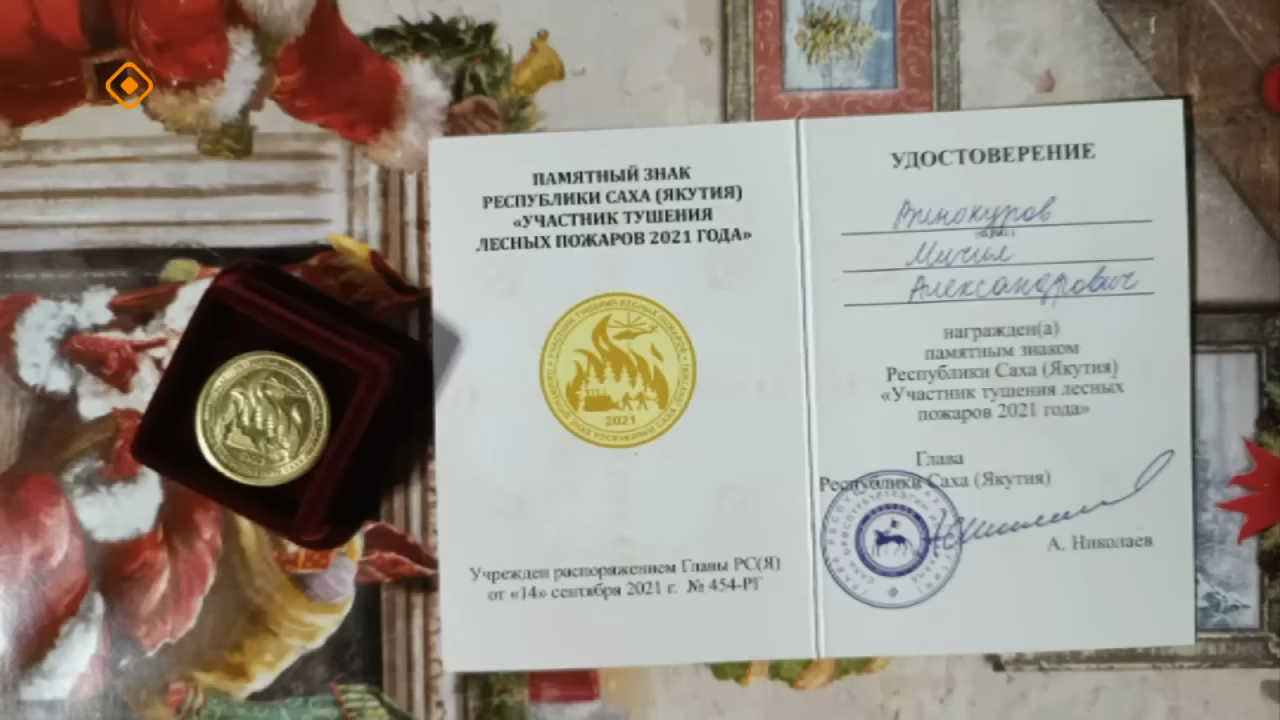 ПАМЯТНЫЙ ЗНАК
РЕСПУБЛИКИ САХА (ЯКУТИЯ)
«УЧАСТНИК ТУШЕНИЯ
ЛЕСНЫХ ПОЖАРОВ 2021 ГОДА»
2021
Учрежден распоряжением Главы РС(Я)
от «14» сентября 2021 г. № 454-РГ
УДОСТОВЕРЕНИЕ
Винокуров
Мичил
Александрович
награжден(а)
памятным знаком
Республики Саха (Якутия)
«Участник тушения лесных
пожаров 2021 года»
Глава
Республики Саха (Якутия)
А. Николаев